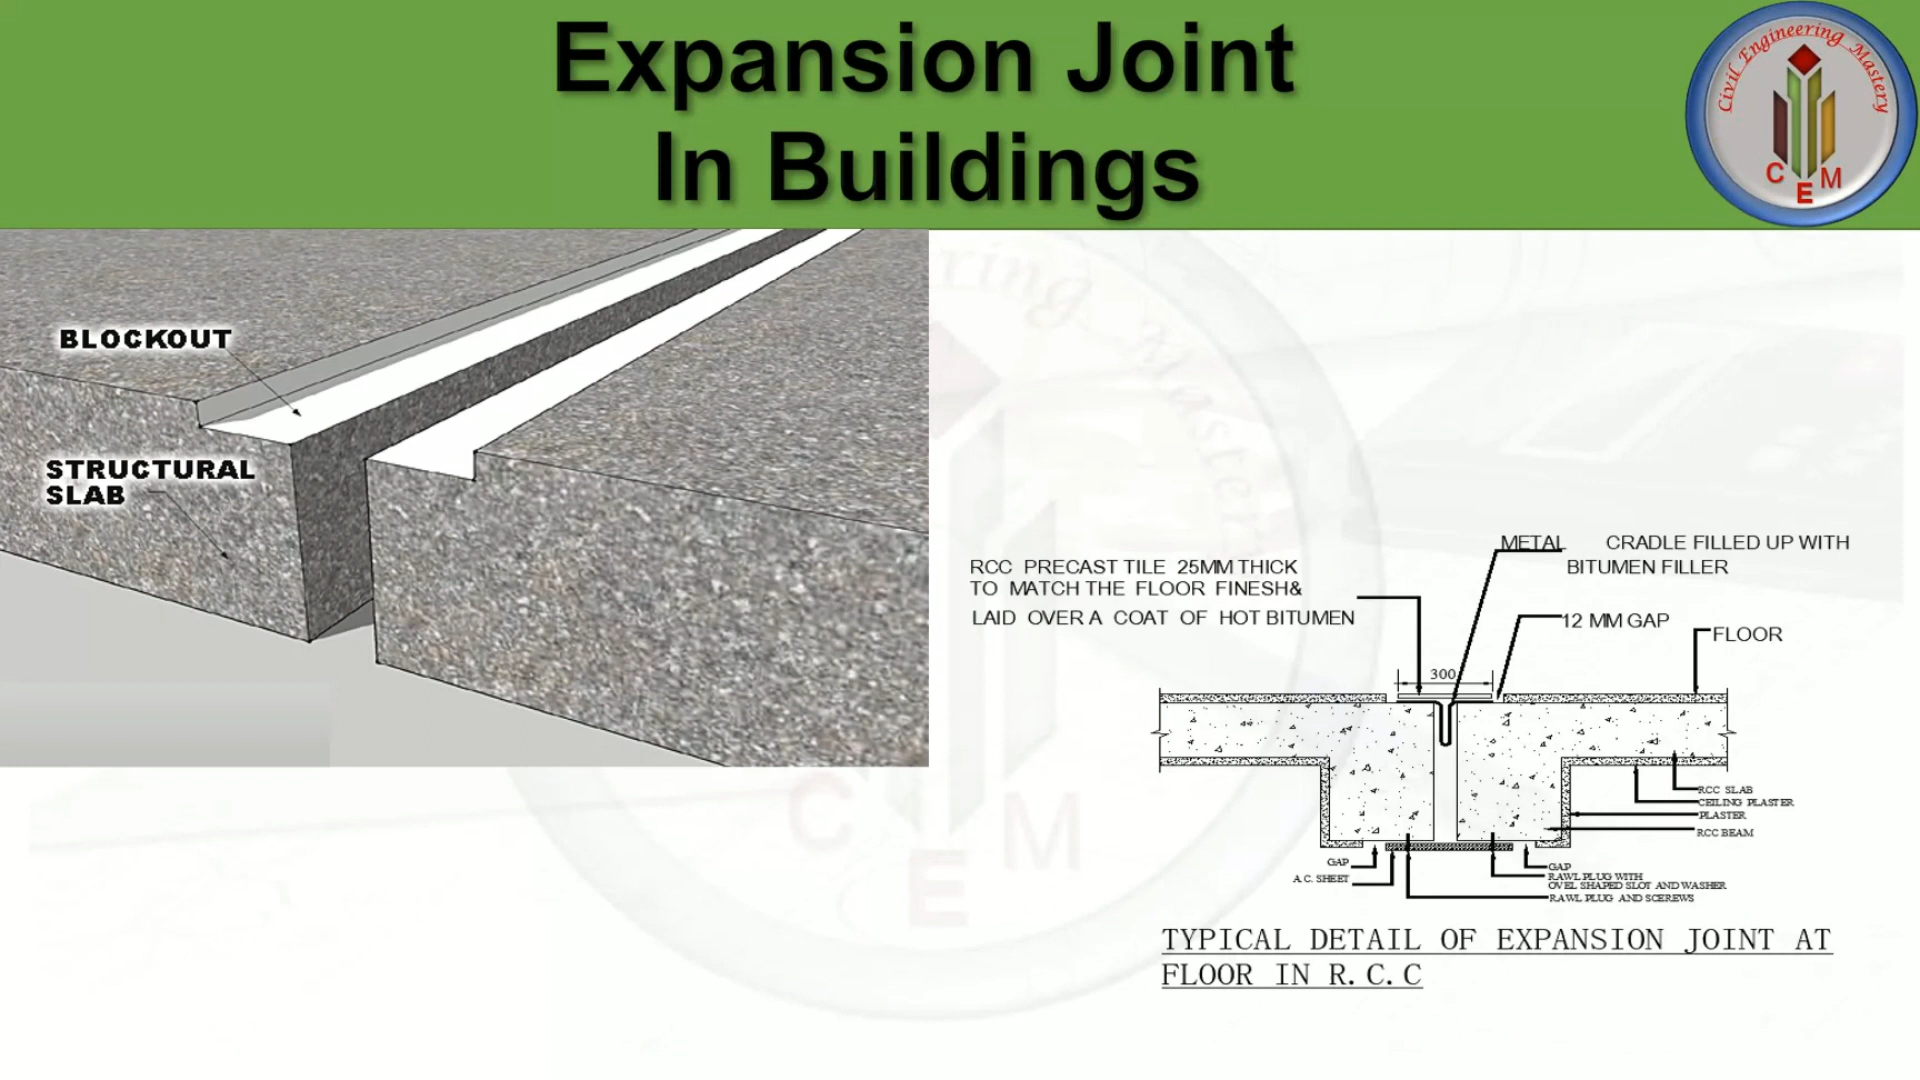 Expansion Joint
In Buildings
Civil Engineering Mastery
C E M
BLOCKOUT
STRUCTURAL
SLAB
METAL CRADLE FILLED UP WITH
BITUMEN FILLER
RCC PRECAST TILE 25MM THICK
TO MATCH THE FLOOR FINESH&
LAID OVER A COAT OF HOT BITUMEN
12 MM GAP
FLOOR
300
RCC SLAB
CEILING PLASTER
PLASTER
RCC BEAM
GAP
A.C. SHEET
GAP
RAWL PLUG WITH
OVEL SHAPED SLOT AND WASHER
RAWL PLUG AND SCEREWS
TYPICAL DETAIL OF EXPANSION JOINT AT
FLOOR IN R.C.C
ring Master
C E M